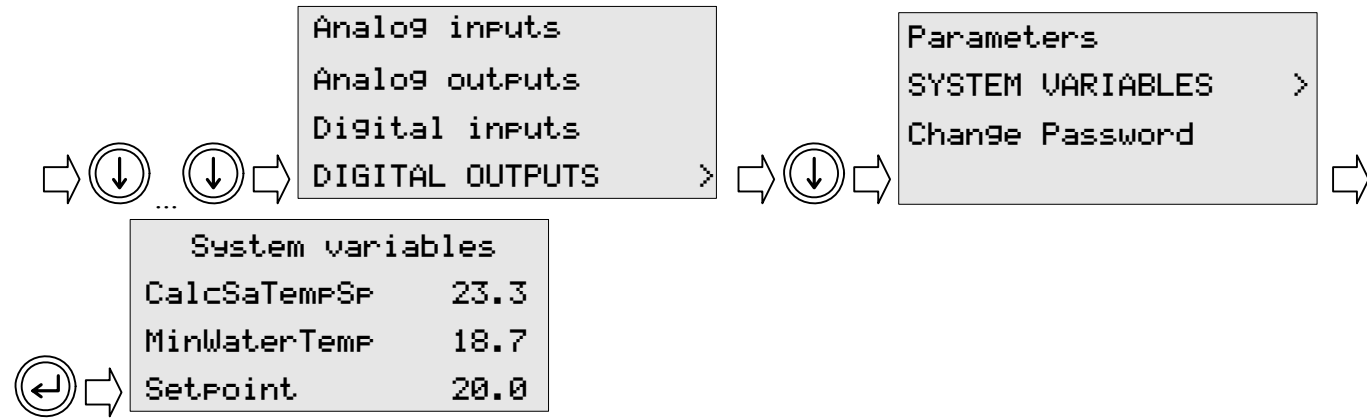 Analog inputs
Analog outputs
Digital inputs
DIGITAL OUTPUTS >
...
Parameters
SYSTEM VARIABLES >
Change Password
System variables
CalcSaTempSp 23.3
MinWaterTemp 18.7
Setpoint 20.0